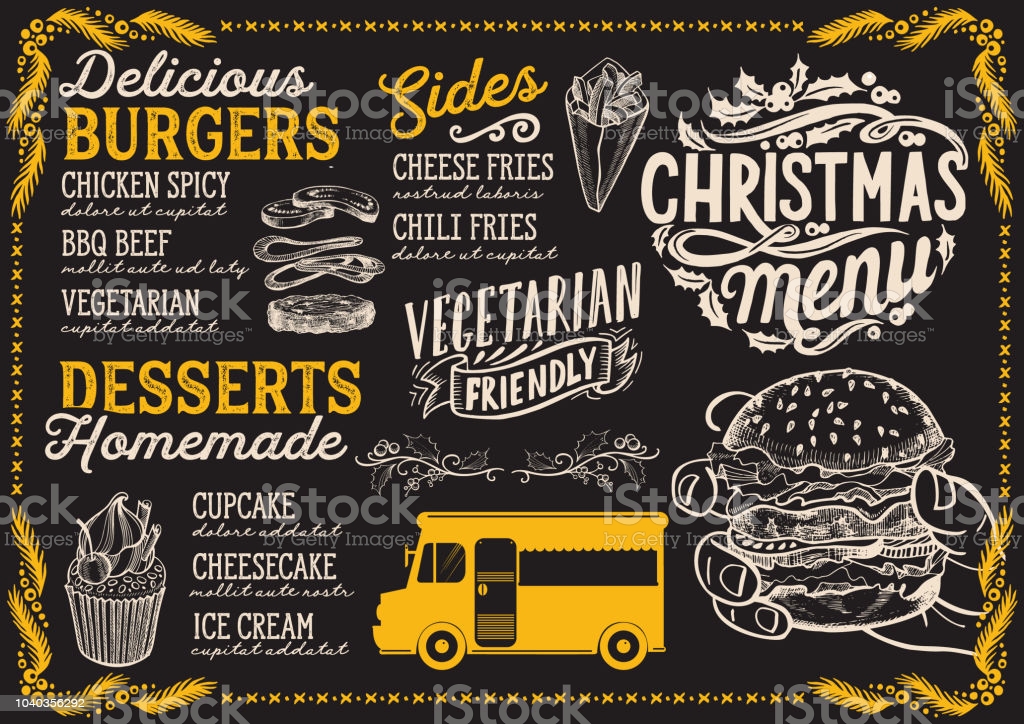 Delicious
BURGERS
CHICKEN SPICY
dolore ut cupitat
BBQ BEEF
mollit aute ud laty
VEGETARIAN
cupitat addatat
DESSERTS
Homemade
CUPCAKE
dolore addatat
CHEESECAKE
mollit aute nostr
ICE CREAM
cupitat addatat
Sides
CHEESE FRIES
nostrud laboris
CHILI FRIES
dolore ut cupitat
VEGETARIAN
FRIENDLY
CHRISTMAS
menu
iStock
by Getty Images™
1040356292